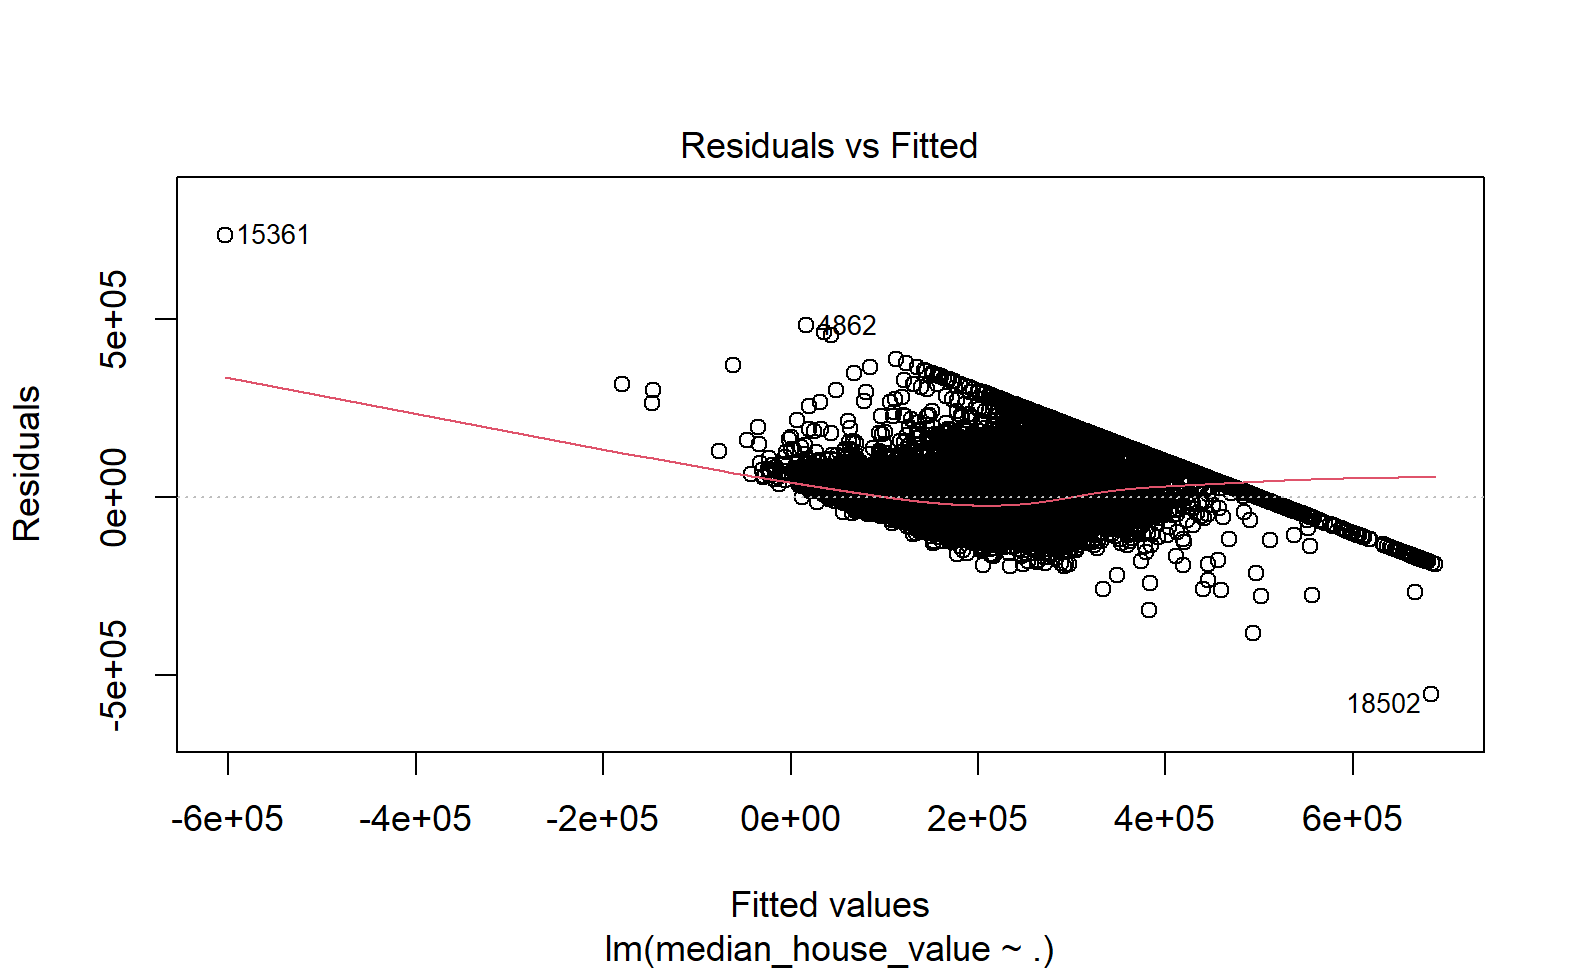 Residuals vs Fitted
Residuals
5e+05
0e+00
-5e+05
15361
4862
18502
-6e+05 -4e+05 -2e+05 0e+00 2e+05 4e+05 6e+05
Fitted values
lm(median_house_value ~ .)